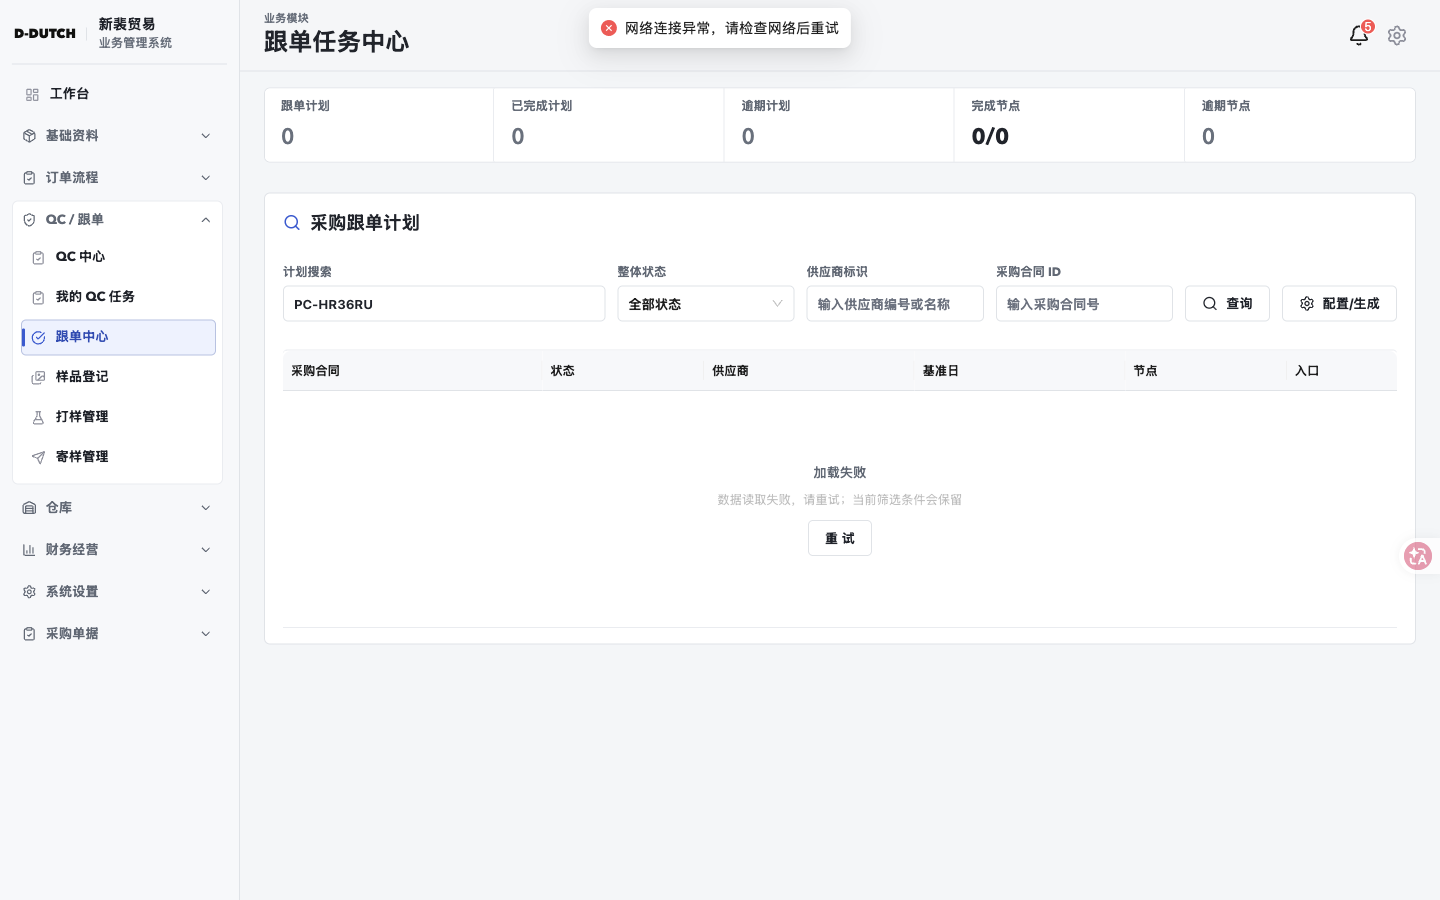 D-DUTCH
新裝贸易
业务管理系统
工作台
基础资料
订单流程
QC / 跟单
QC 中心
我的 QC 任务
跟单中心
样品登记
打样管理
寄样管理
仓库
财务经营
系统设置
采购单据
业务模块
跟单任务中心
网络连接异常，请检查网络后重试
5
跟单计划
0
已完成计划
0
逾期计划
0
完成节点
0/0
逾期节点
0
采购跟单计划
计划搜索
PC-HR36RU
整体状态
全部状态
供应商标识
输入供应商编号或名称
采购合同 ID
输入采购合同号
查询
配置/生成
采购合同 状态 供应商 基准日 节点 入口
加载失败
数据读取失败，请重试；当前筛选条件会保留
重 试